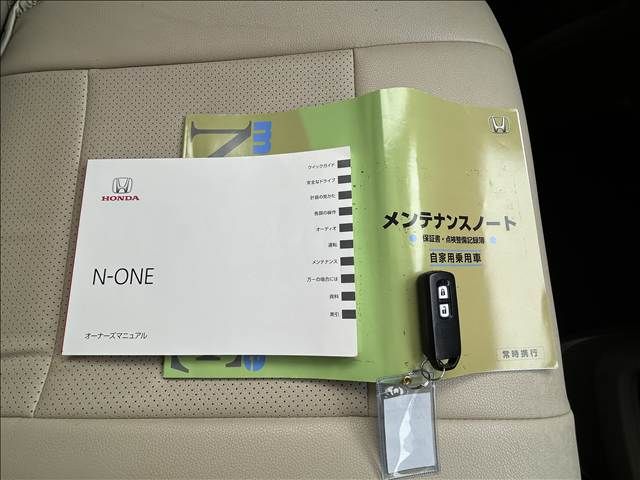 HONDA
N-ONE
オーナーズマニュアル
クイックガイド
安全なドライブ
計器の見かた
各部の操作
オーディオ
運転
メンテナンス
万一の場合には
資料
索引
メンテナンスノート
保証書・点検整備記録簿
自家用乗用車
常時携行